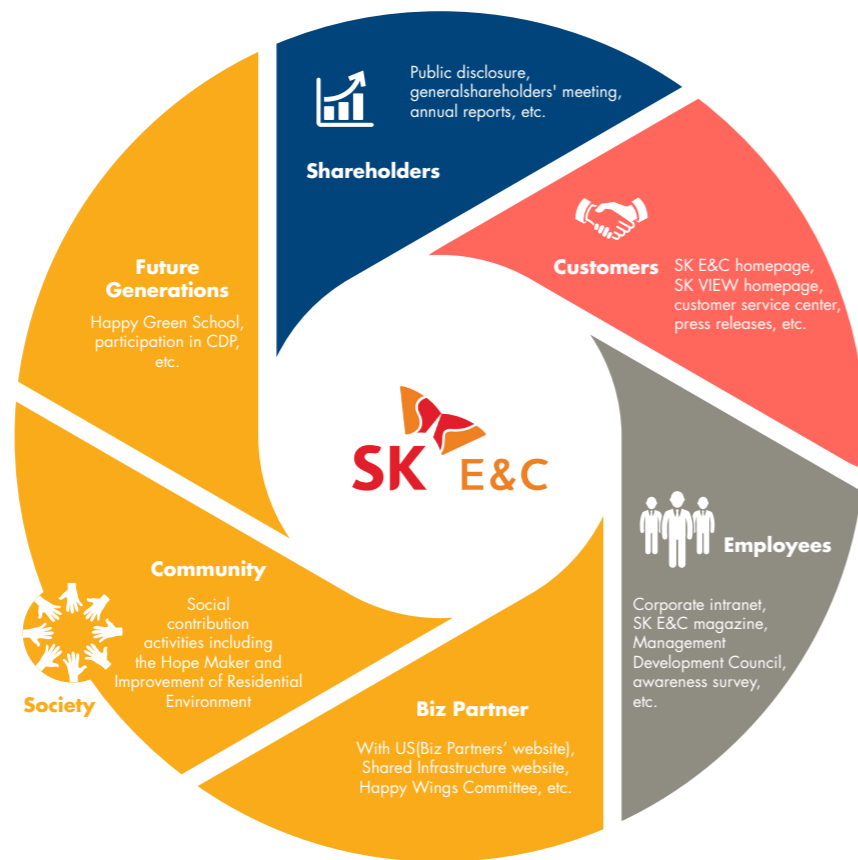 Public disclosure,
generalshareholders' meeting,
annual reports, etc.
Shareholders
Customers
SK E&C homepage,
SK VIEW homepage,
customer service center,
press releases, etc.
Employees
Corporate intranet,
SK E&C magazine,
Management
Development Council,
awareness survey,
etc.
Biz Partner
With US(Biz Partners’ website),
Shared Infrastructure website,
Happy Wings Committee, etc.
Community
Social
contribution
activities including
the Hope Maker and
Improvement of Residential
Environment
Society
Future
Generations
Happy Green School,
participation in CDP,
etc.
SK E&C